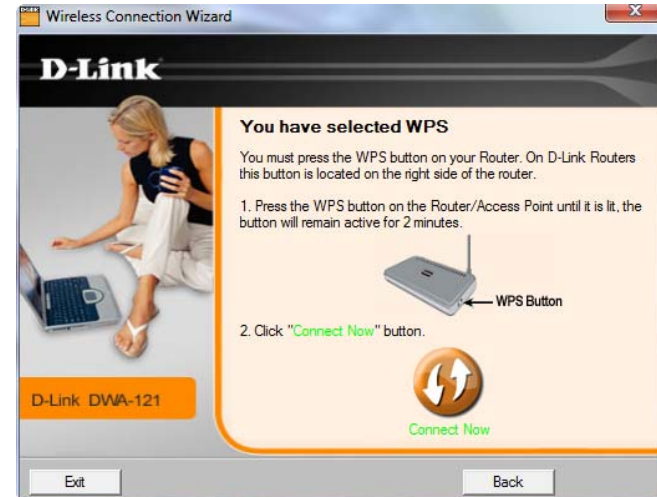 Wireless Connection Wizard
D-Link
You have selected WPS
You must press the WPS button on your Router. On D-Link Routers
this button is located on the right side of the router.
1. Press the WPS button on the Router/Access Point until it is lit, the
button will remain active for 2 minutes.
WPS Button
2. Click "Connect Now" button.
D-Link DWA-121
Connect Now
Exit
Back